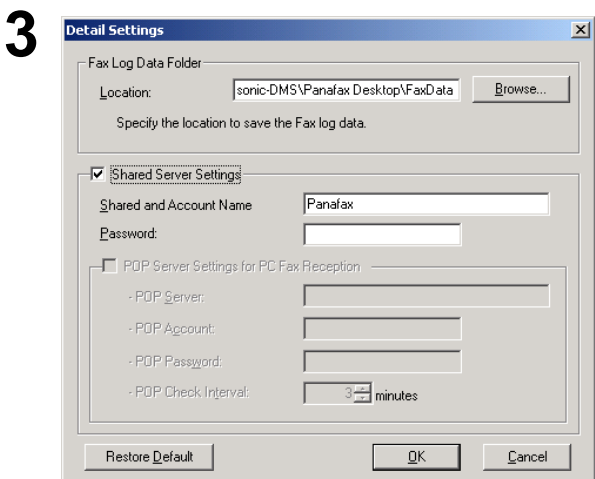 3
Detail Settings
Fax Log Data Folder
Location: sonic-DMS\Panafax Desktop\FaxData Browse...
Specify the location to save the Fax log data.
Shared Server Settings
Shared and Account Name Panafax
Password:
POP Server Settings for PC Fax Reception
- POP Server:
- POP Account:
- POP Password:
- POP Check Interval: 3 minutes
Restore Default OK Cancel